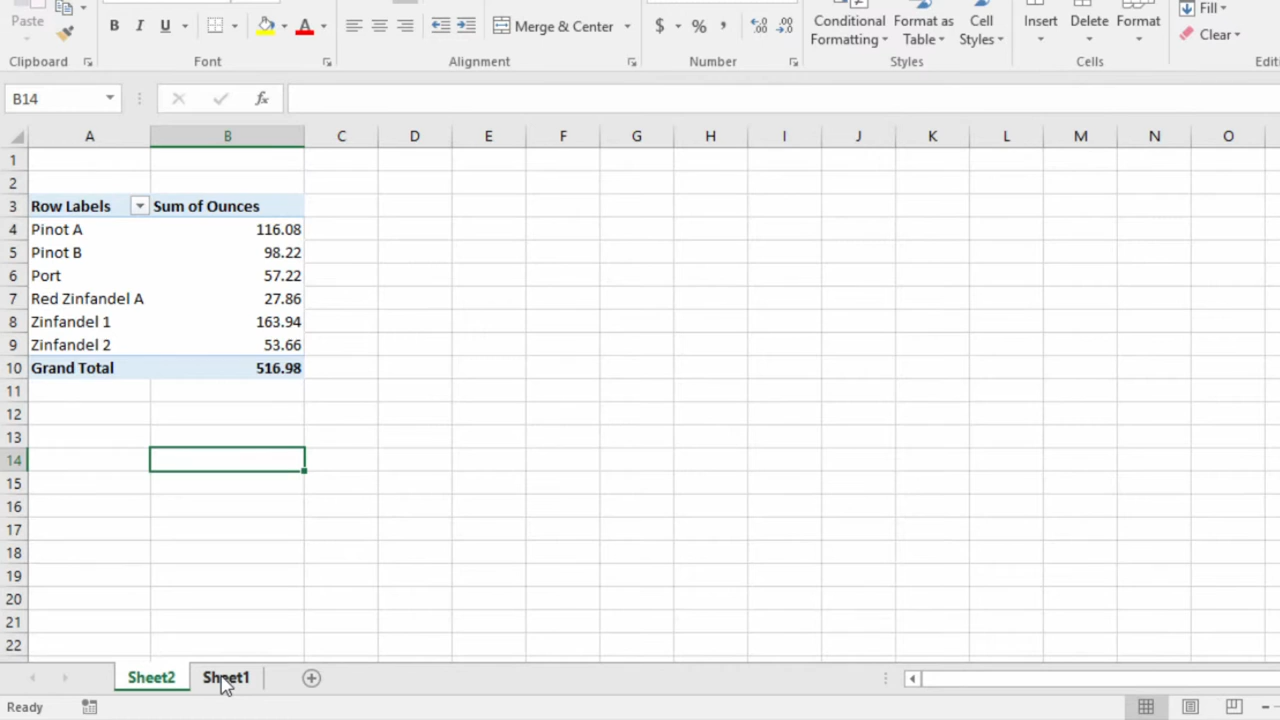 Paste
B I U A
Merge & Center
$ % ,
Conditional Formatting
Format as Table
Cell Styles
Insert Delete Format
Fill
Clear
Clipboard Font Alignment Number Styles Cells
B14 fx
A B C D E F G H I J K L M N O
1
2
3 Row Labels Sum of Ounces
4 Pinot A 116.08
5 Pinot B 98.22
6 Port 57.22
7 Red Zinfandel A 27.86
8 Zinfandel 1 163.94
9 Zinfandel 2 53.66
10 Grand Total 516.98
11
12
13
14
15
16
17
18
19
20
21
22
Sheet2 Sheet1
Ready